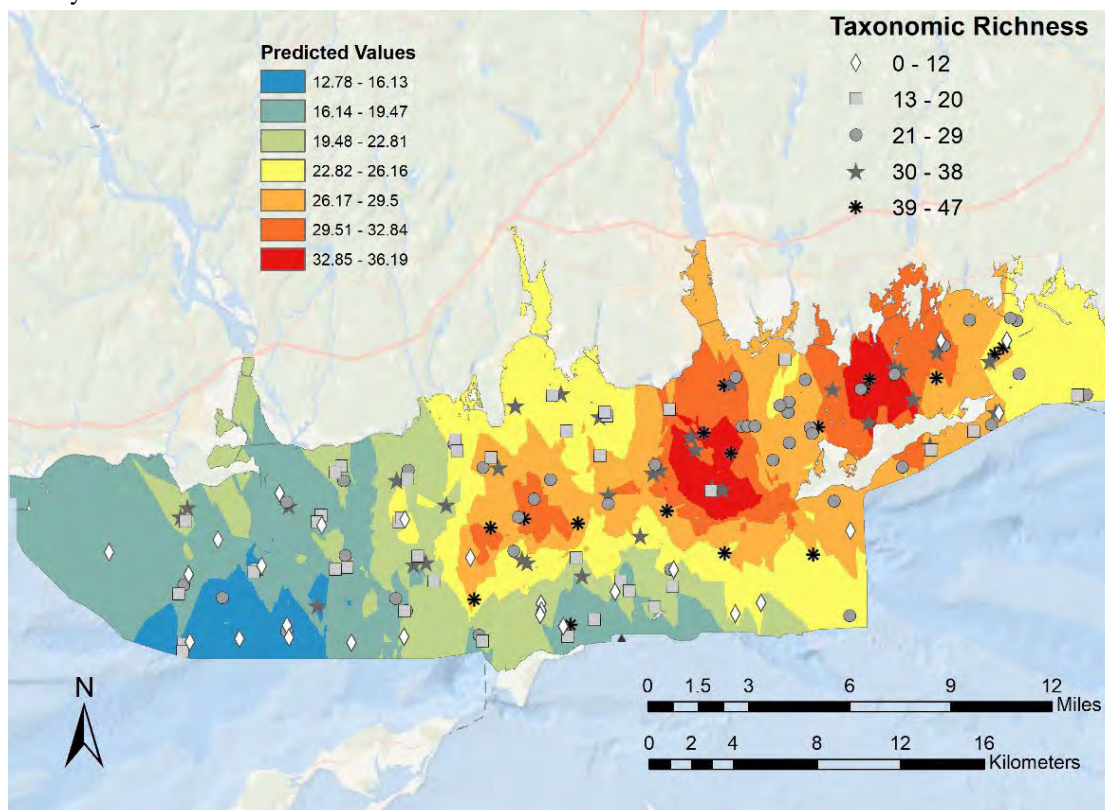 Predicted Values
12.78 - 16.13
16.14 - 19.47
19.48 - 22.81
22.82 - 26.16
26.17 - 29.5
29.51 - 32.84
32.85 - 36.19
Taxonomic Richness
0 - 12
13 - 20
21 - 29
30 - 38
39 - 47
N
0 1.5 3 6 9 12
Miles
0 2 4 8 12 16
Kilometers